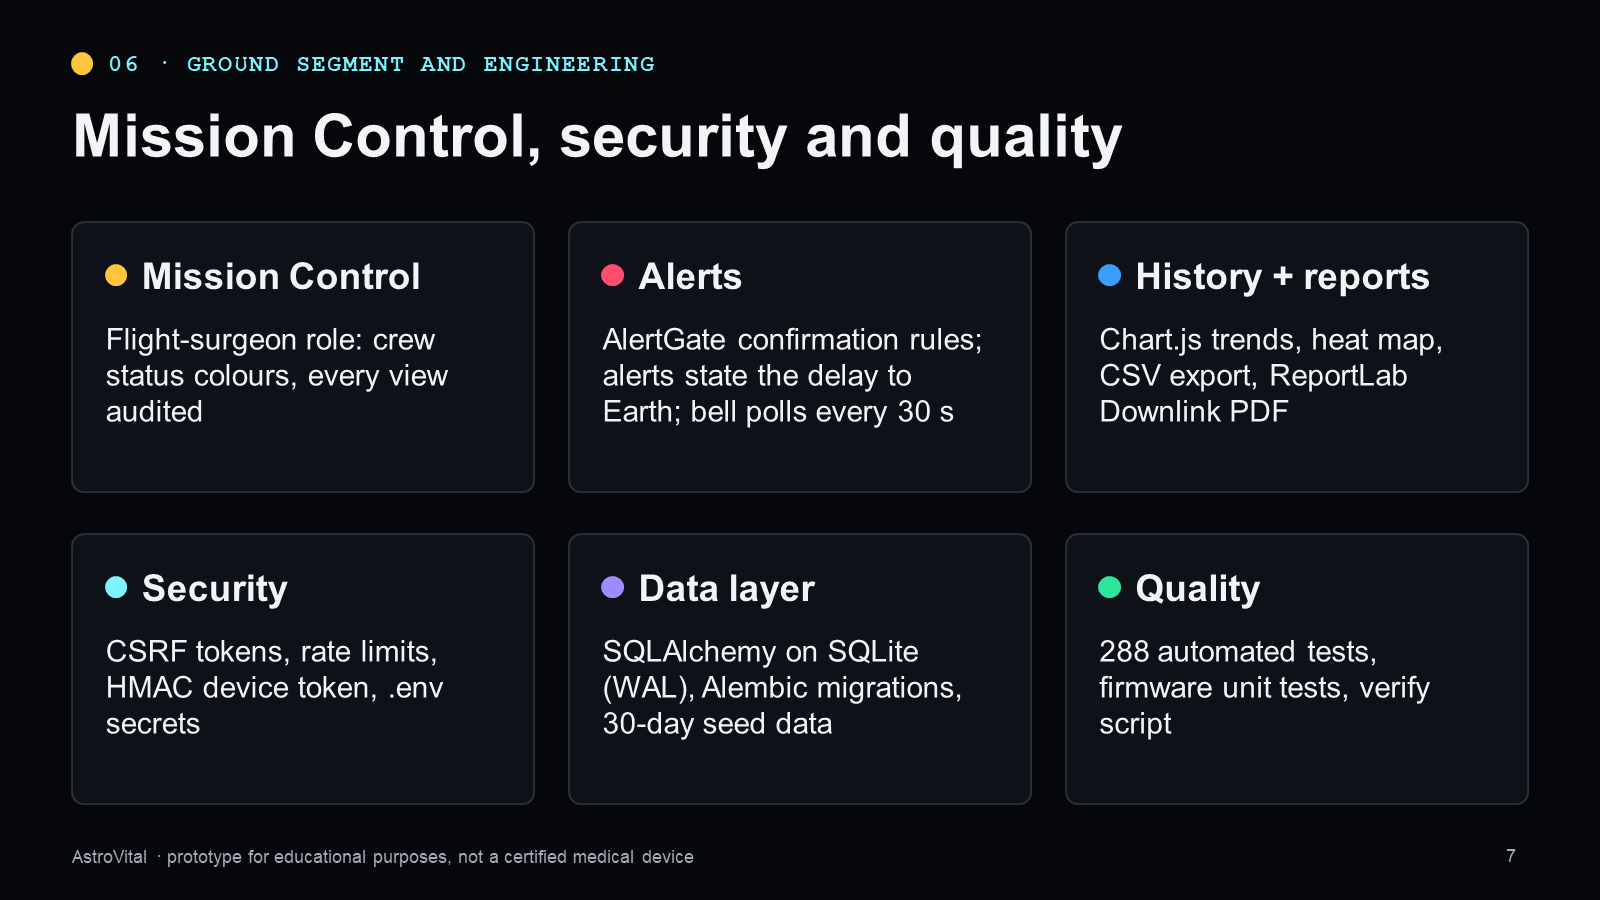 06 · GROUND SEGMENT AND ENGINEERING
Mission Control, security and quality
Mission Control
Flight-surgeon role: crew
status colours, every view
audited
Alerts
AlertGate confirmation rules;
alerts state the delay to
Earth; bell polls every 30 s
History + reports
Chart.js trends, heat map,
CSV export, ReportLab
Downlink PDF
Security
CSRF tokens, rate limits,
HMAC device token, .env
secrets
Data layer
SQLAlchemy on SQLite
(WAL), Alembic migrations,
30-day seed data
Quality
288 automated tests,
firmware unit tests, verify
script
AstroVital · prototype for educational purposes, not a certified medical device
7